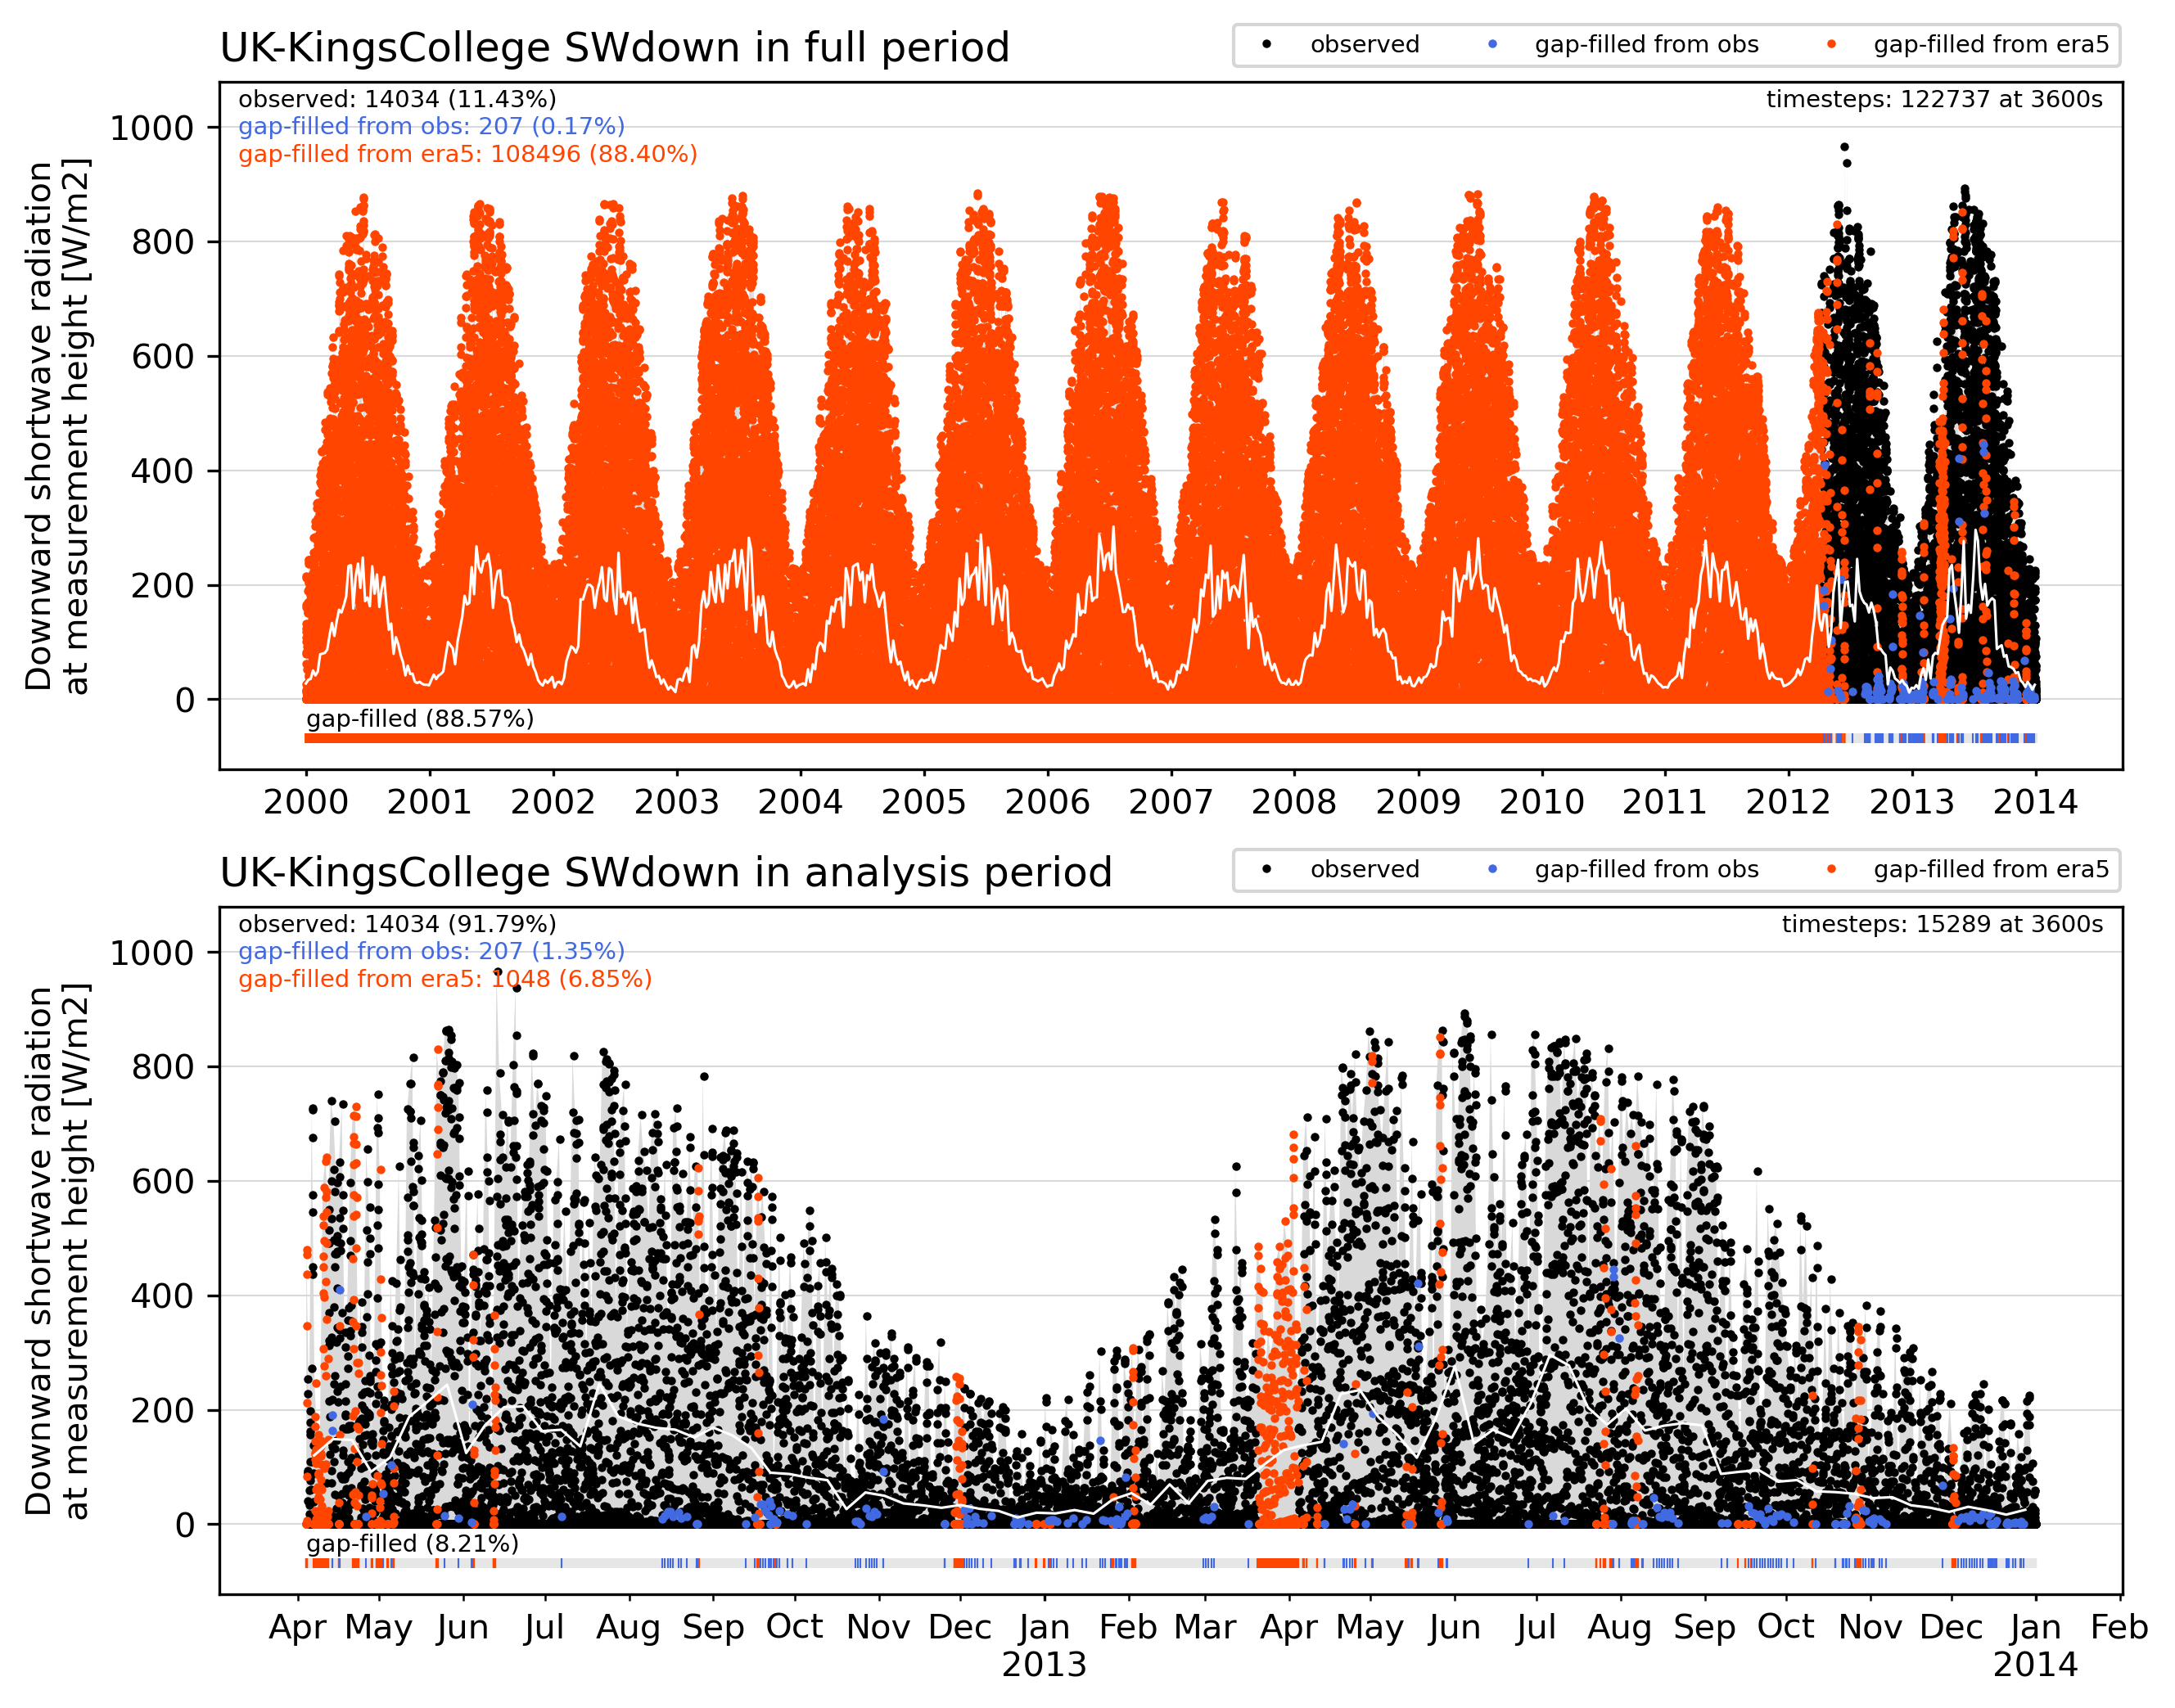 UK-KingsCollege SWdown in full period
observed
gap-filled from obs
gap-filled from era5
observed: 14034 (11.43%)
gap-filled from obs: 207 (0.17%)
gap-filled from era5: 108496 (88.40%)
timesteps: 122737 at 3600s
Downward shortwave radiation
at measurement height [W/m2]
1000
800
600
400
200
0
gap-filled (88.57%)
2000 2001 2002 2003 2004 2005 2006 2007 2008 2009 2010 2011 2012 2013 2014
UK-KingsCollege SWdown in analysis period
observed
gap-filled from obs
gap-filled from era5
observed: 14034 (91.79%)
gap-filled from obs: 207 (1.35%)
gap-filled from era5: 1048 (6.85%)
timesteps: 15289 at 3600s
Downward shortwave radiation
at measurement height [W/m2]
1000
800
600
400
200
0
gap-filled (8.21%)
Apr May Jun Jul Aug Sep Oct Nov Dec Jan Feb Mar Apr May Jun Jul Aug Sep Oct Nov Dec Jan Feb
2013 2014